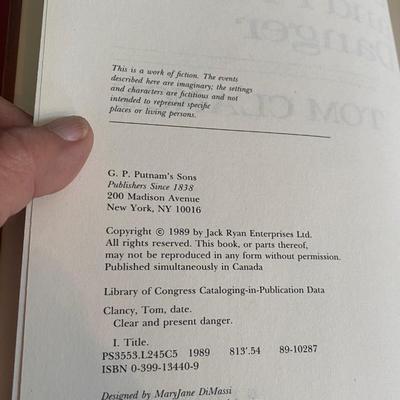 This is a work of fiction. The events
described here are imaginary; the settings
and characters are fictitious and not
intended to represent specific
places or living persons.
G. P. Putnam's Sons
Publishers Since 1838
200 Madison Avenue
New York, NY 10016
Copyright © 1989 by Jack Ryan Enterprises Ltd.
All rights reserved. This book, or parts thereof,
may not be reproduced in any form without permission.
Published simultaneously in Canada
Library of Congress Cataloging-in-Publication Data
Clancy, Tom, date.
Clear and present danger.
I. Title.
PS3553.L245C5 1989 813'.54 89-10287
ISBN 0-399-13440-9
Designed by MaryJane DiMassi